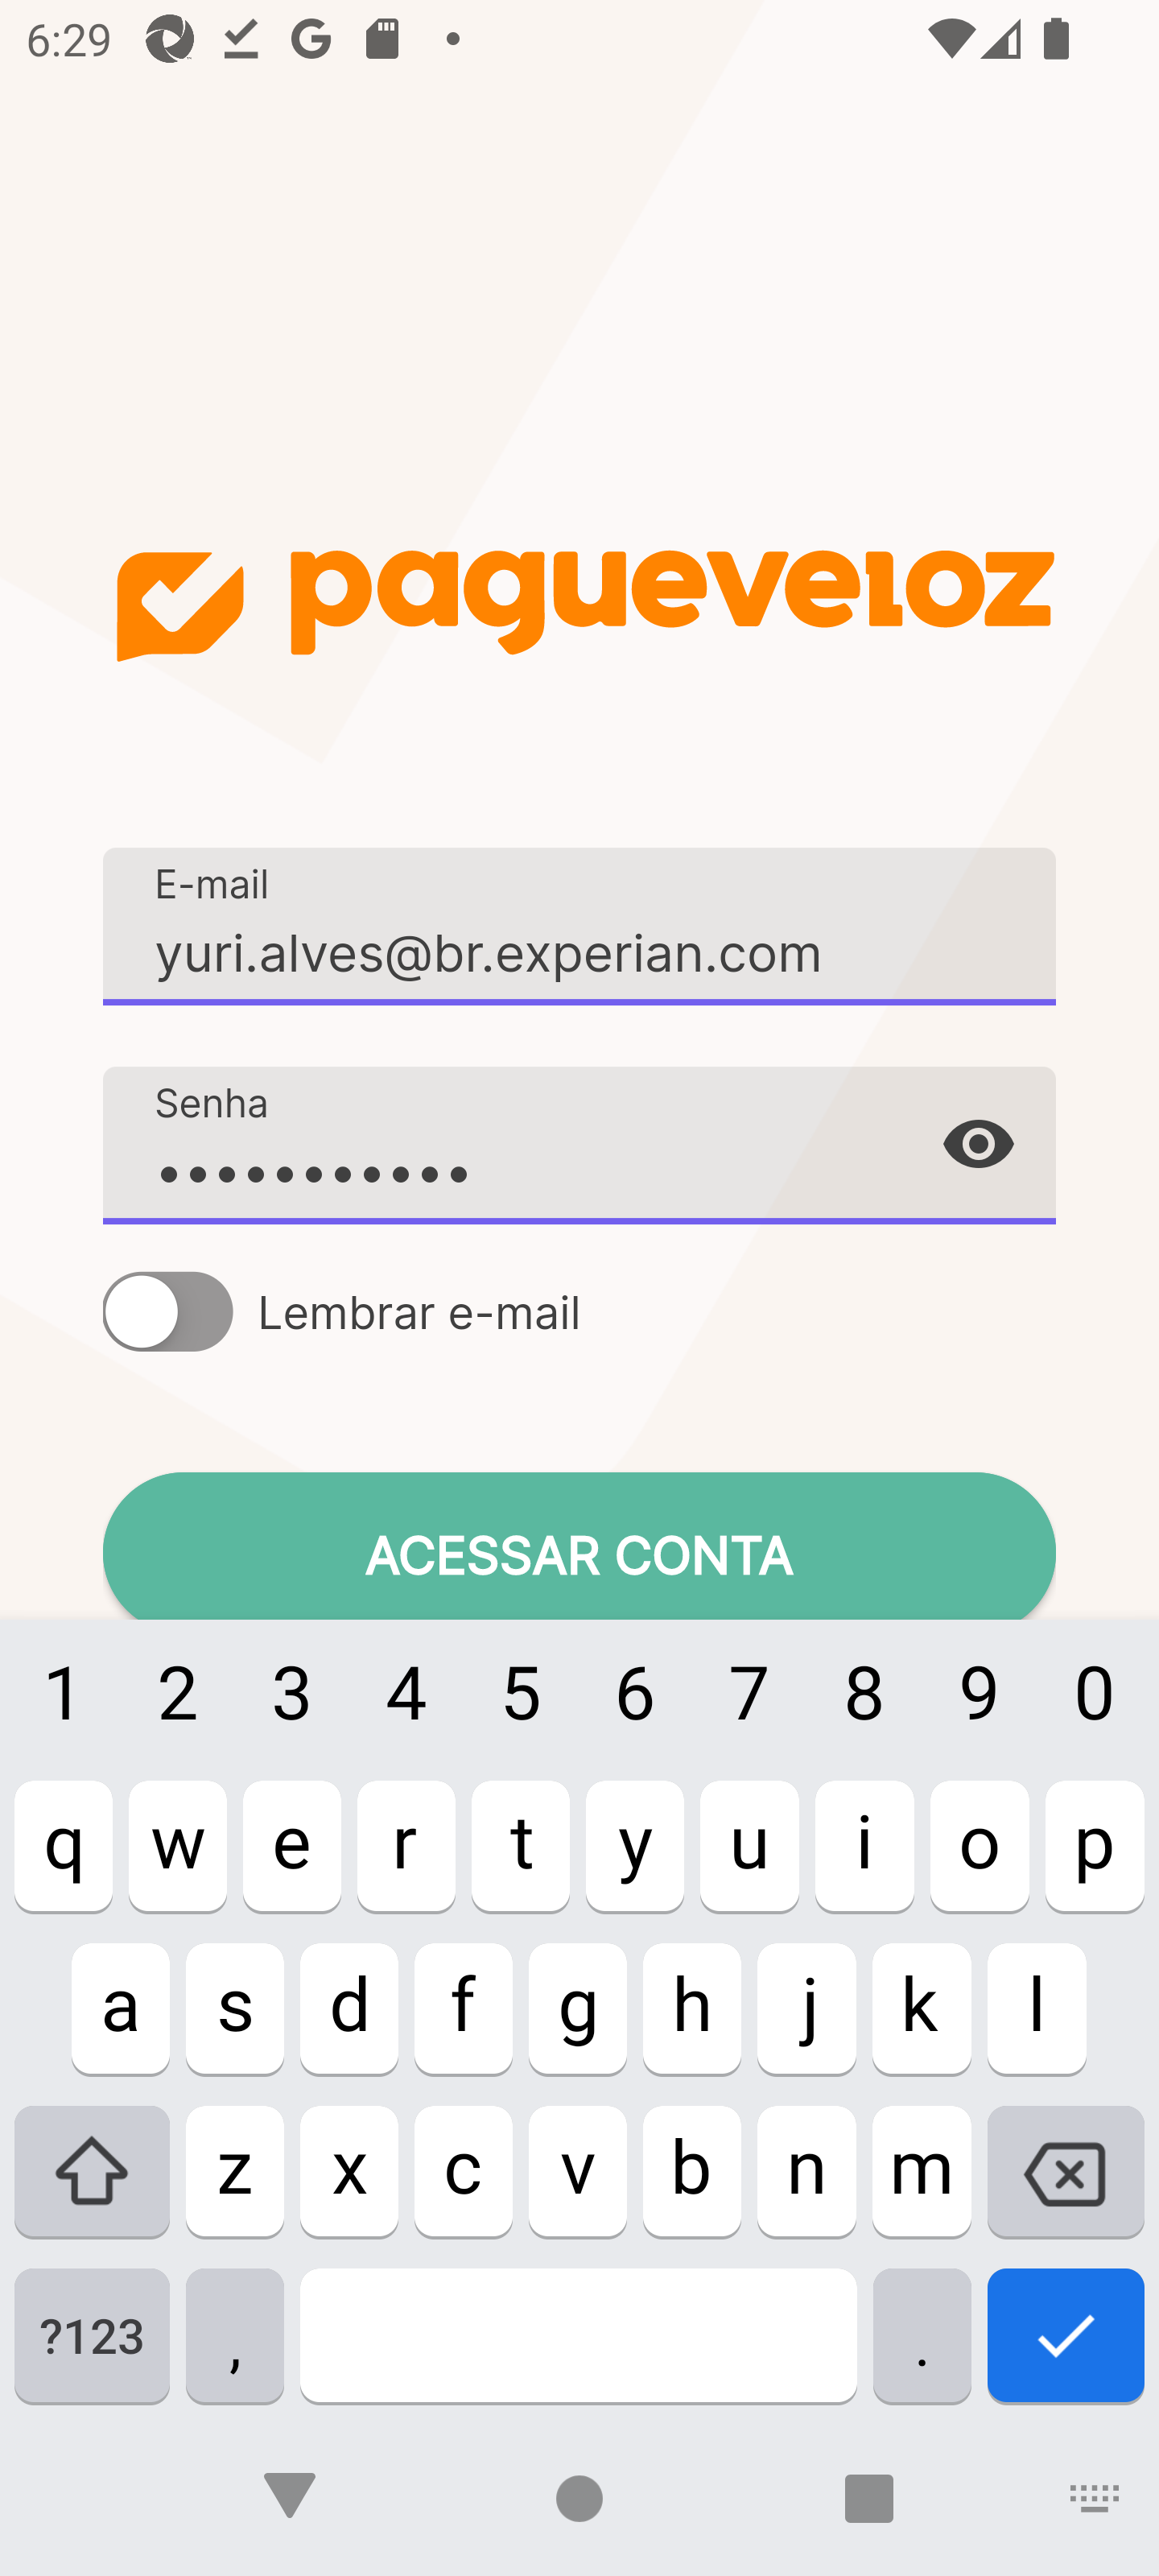 6:29
pagueveloz
E-mail
yuri.alves@br.experian.com
Senha
•••••••••••
Lembrar e-mail
ACESSAR CONTA
1 2 3 4 5 6 7 8 9 0
q w e r t y u i o p
a s d f g h j k l
z x c v b n m
?123 , .